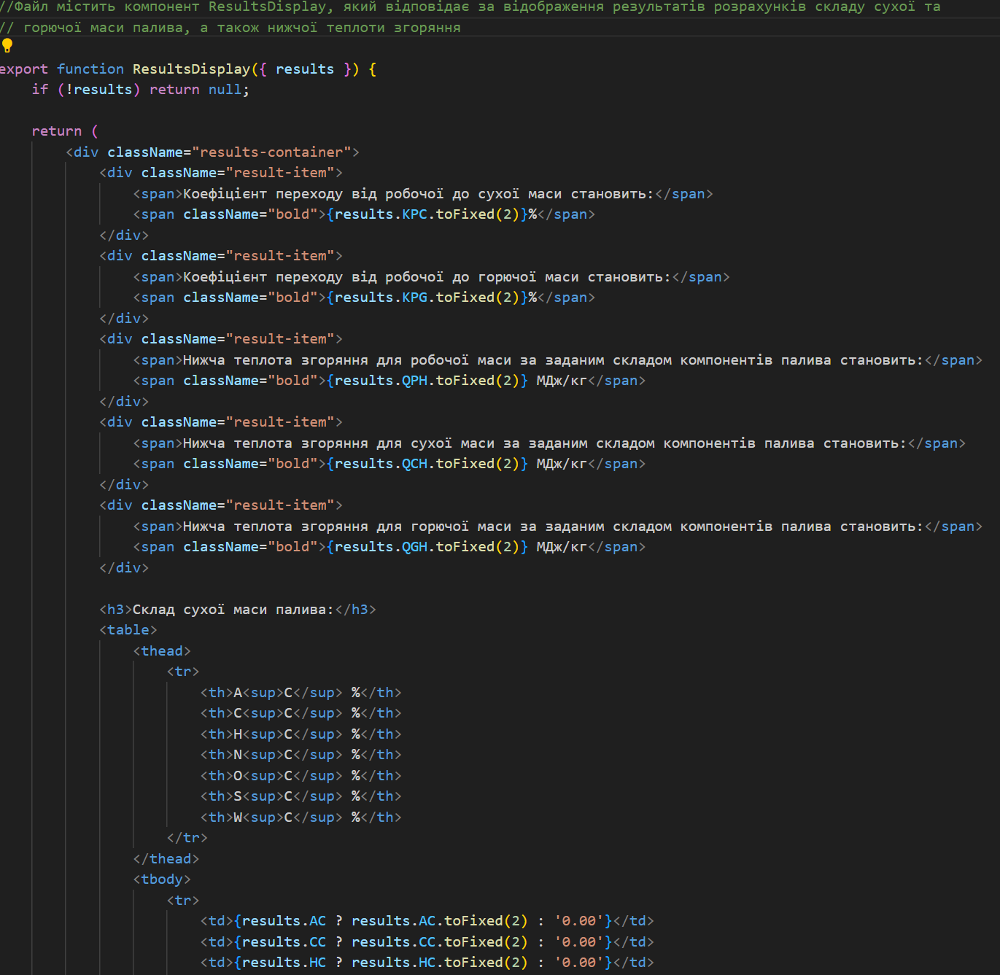 //Файл містить компонент ResultsDisplay, який відповідає за відображення результатів розрахунків складу сухої та
// горючої маси палива, а також нижчої теплоти згоряння
export function ResultsDisplay({ results }) {
    if (!results) return null;
    return (
        <div className="results-container">
            <div className="result-item">
                <span>Коефіцієнт переходу від робочої до сухої маси становить:</span>
                <span className="bold">{results.KPC.toFixed(2)}%</span>
            </div>
            <div className="result-item">
                <span>Коефіцієнт переходу від робочої до горючої маси становить:</span>
                <span className="bold">{results.KPG.toFixed(2)}%</span>
            </div>
            <div className="result-item">
                <span>Нижча теплота згоряння для робочої маси за заданим складом компонентів палива становить:</span>
                <span className="bold">{results.QPH.toFixed(2)} МДж/кг</span>
            </div>
            <div className="result-item">
                <span>Нижча теплота згоряння для сухої маси за заданим складом компонентів палива становить:</span>
                <span className="bold">{results.QCH.toFixed(2)} МДж/кг</span>
            </div>
            <div className="result-item">
                <span>Нижча теплота згоряння для горючої маси за заданим складом компонентів палива становить:</span>
                <span className="bold">{results.QGH.toFixed(2)} МДж/кг</span>
            </div>
            <h3>Склад сухої маси палива:</h3>
            <table>
                <thead>
                    <tr>
                        <th>A<sup>C</sup> %</th>
                        <th>C<sup>C</sup> %</th>
                        <th>H<sup>C</sup> %</th>
                        <th>N<sup>C</sup> %</th>
                        <th>O<sup>C</sup> %</th>
                        <th>S<sup>C</sup> %</th>
                        <th>W<sup>C</sup> %</th>
                    </tr>
                </thead>
                <tbody>
                    <tr>
                        <td>{results.AC ? results.AC.toFixed(2) : '0.00'}</td>
                        <td>{results.CC ? results.CC.toFixed(2) : '0.00'}</td>
                        <td>{results.HC ? results.HC.toFixed(2) : '0.00'}</td>